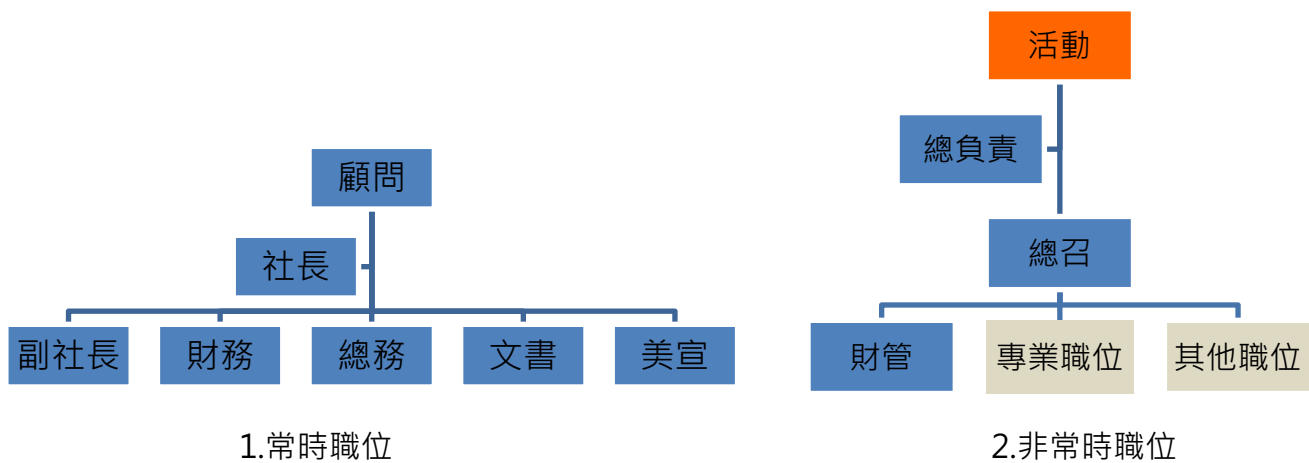 顧問
社長
副社長
財務
總務
文書
美宣
1.常時職位
活動
總負責
總召
財管
專業職位
其他職位
2.非常時職位